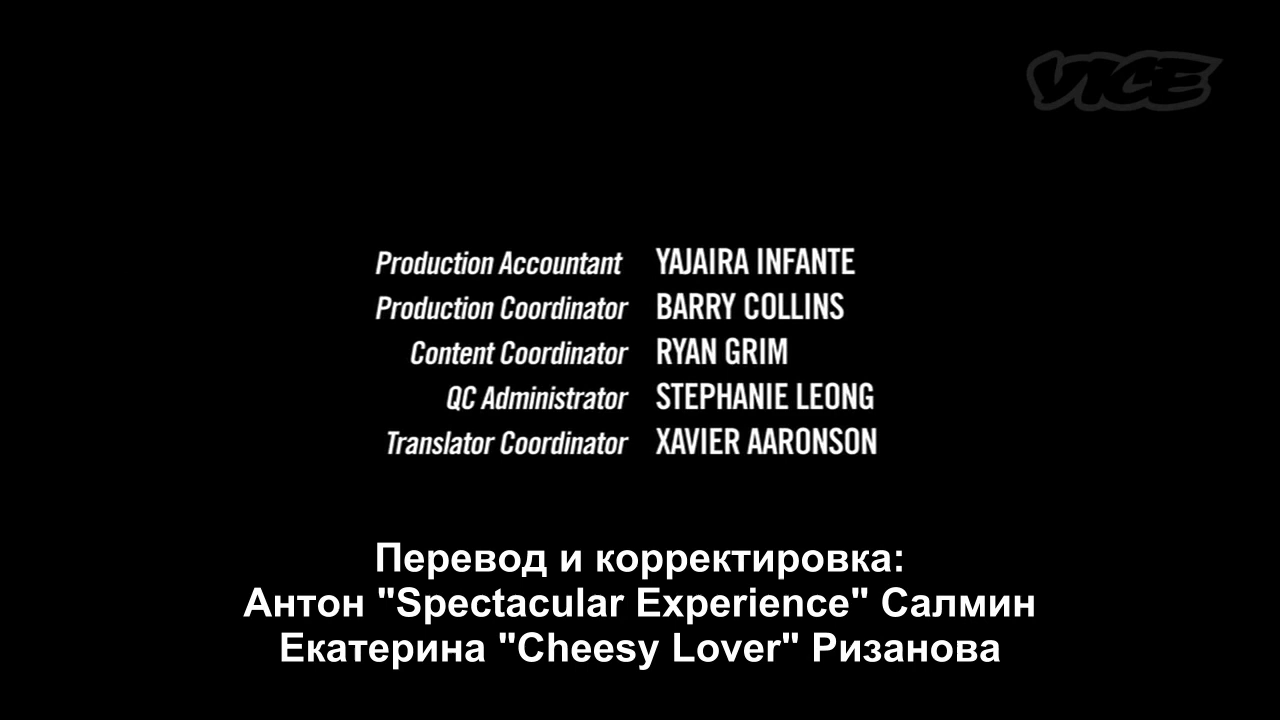 VICE
Production Accountant YAJAIRA INFANTE
Production Coordinator BARRY COLLINS
Content Coordinator RYAN GRIM
QC Administrator STEPHANIE LEONG
Translator Coordinator XAVIER AARONSON
Перевод и корректировка:
Антон "Spectacular Experience" Салмин
Екатерина "Cheesy Lover" Ризанова